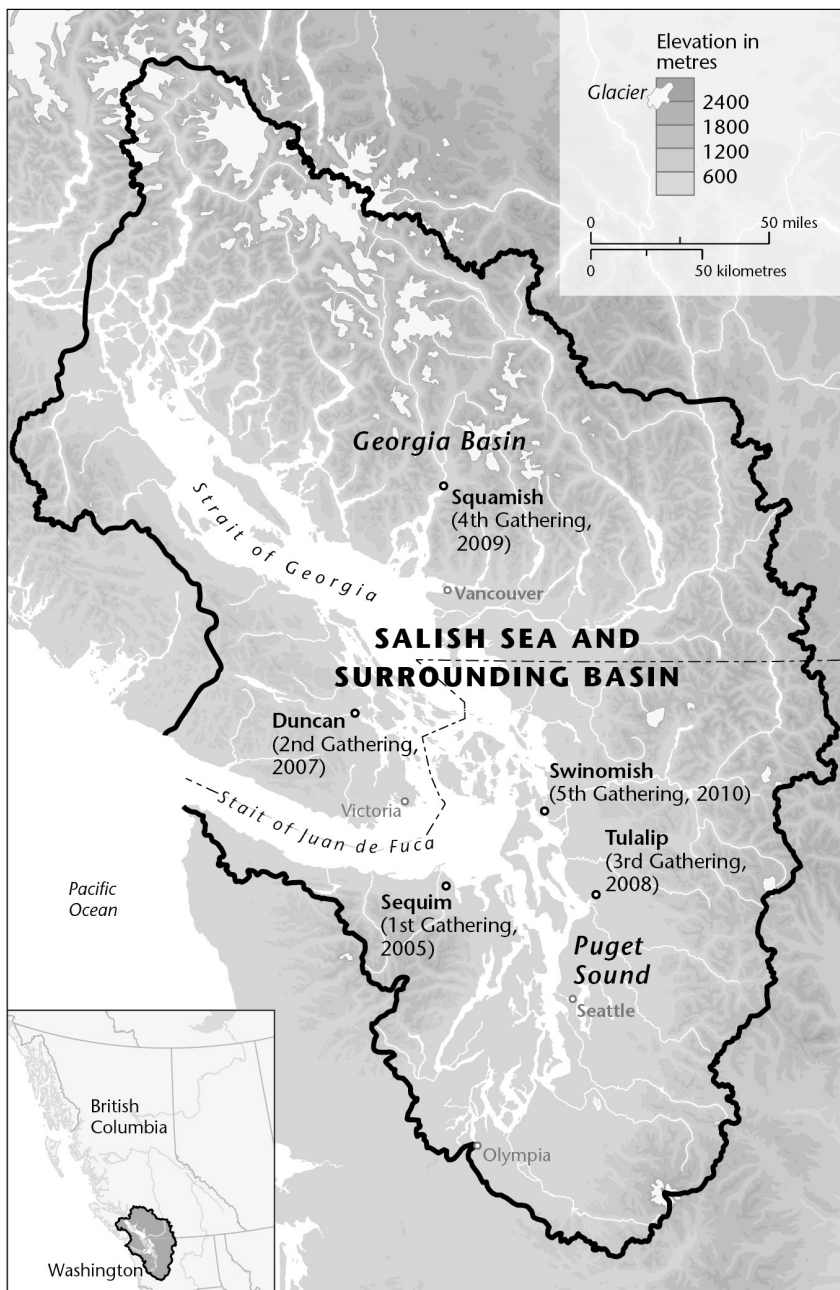 Elevation in
metres
Glacier
2400
1800
1200
600
0 50 miles
0 50 kilometres
Georgia Basin
Squamish
(4th Gathering,
2009)
Strait of Georgia
Vancouver
SALISH SEA AND
SURROUNDING BASIN
Duncan
(2nd Gathering,
2007)
Swinomish
(5th Gathering, 2010)
Victoria
Stait of Juan de Fuca
Tulalip
(3rd Gathering,
2008)
Pacific
Ocean
Sequim
(1st Gathering,
2005)
Puget
Sound
Seattle
Olympia
British
Columbia
Washington